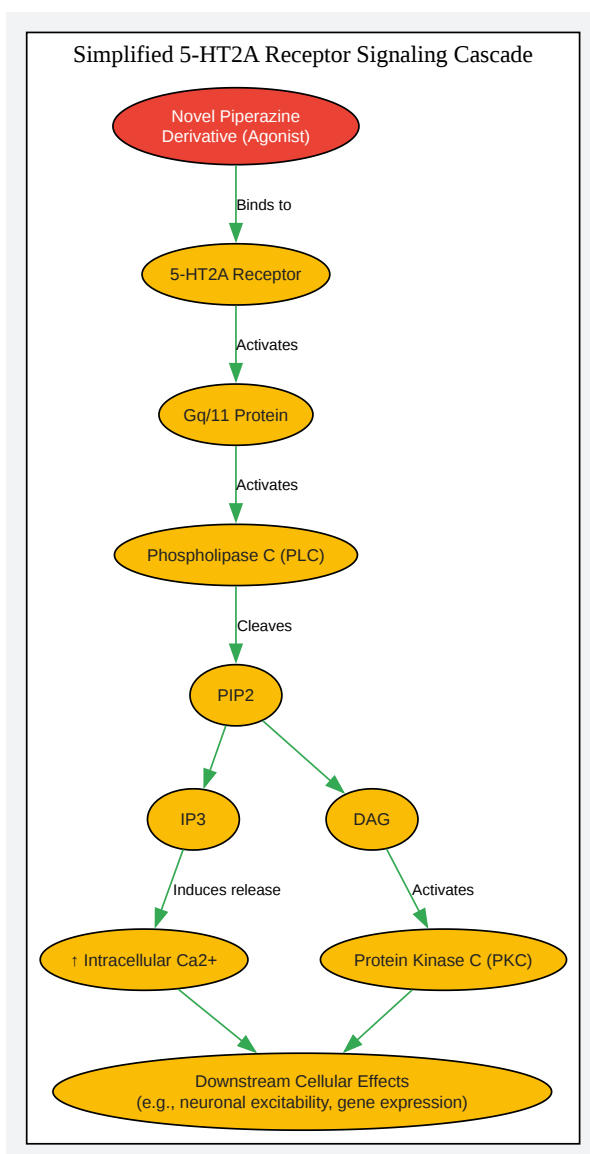 Simplified 5-HT2A Receptor Signaling Cascade
Novel Piperazine
Derivative (Agonist)
Binds to
5-HT2A Receptor
Activates
Gq/11 Protein
Activates
Phospholipase C (PLC)
Cleaves
PIP2
IP3
DAG
Induces release
Activates
↑ Intracellular Ca2+
Protein Kinase C (PKC)
Downstream Cellular Effects
(e.g., neuronal excitability, gene expression)